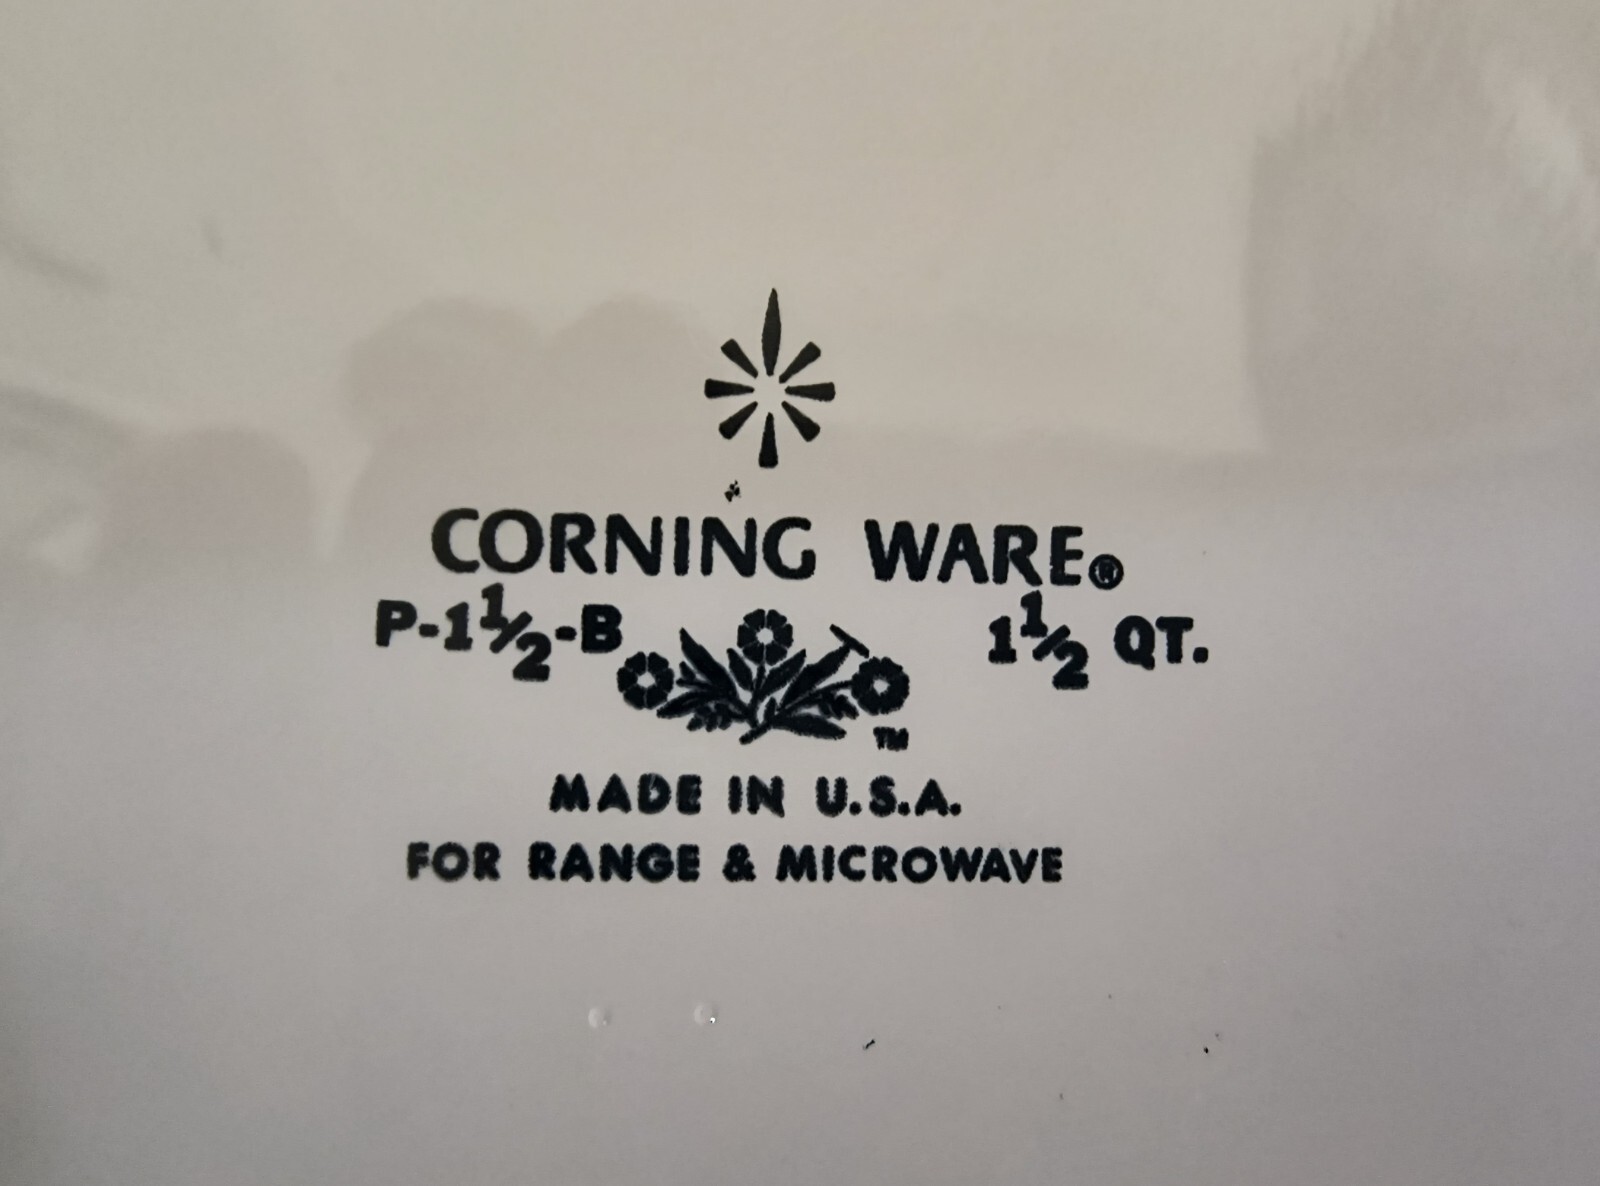 CORNING WARE®
P-1½-B 1½ QT.
TM
MADE IN U.S.A.
FOR RANGE & MICROWAVE